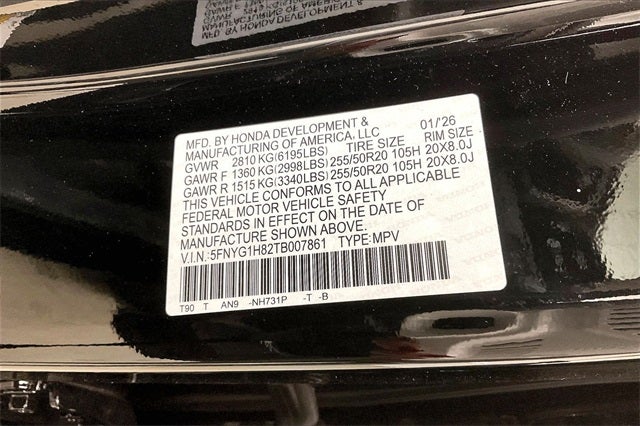 MFD. BY HONDA DEVELOPMENT & 01/'26
MANUFACTURING OF AMERICA, LLC
TIRE SIZE RIM SIZE
GVWR 2810 KG(6195LBS)
GAWR F 1360 KG(2998LBS) 255/50R20 105H 20X8.0J
GAWR R 1515 KG(3340LBS) 255/50R20 105H 20X8.0J
THIS VEHICLE CONFORMS TO ALL APPLICABLE
FEDERAL MOTOR VEHICLE SAFETY
STANDARDS IN EFFECT ON THE DATE OF
MANUFACTURE SHOWN ABOVE.
V.I.N.:5FNYG1H82TB007861 TYPE:MPV
T90 T AN9 -NH731P -T -B